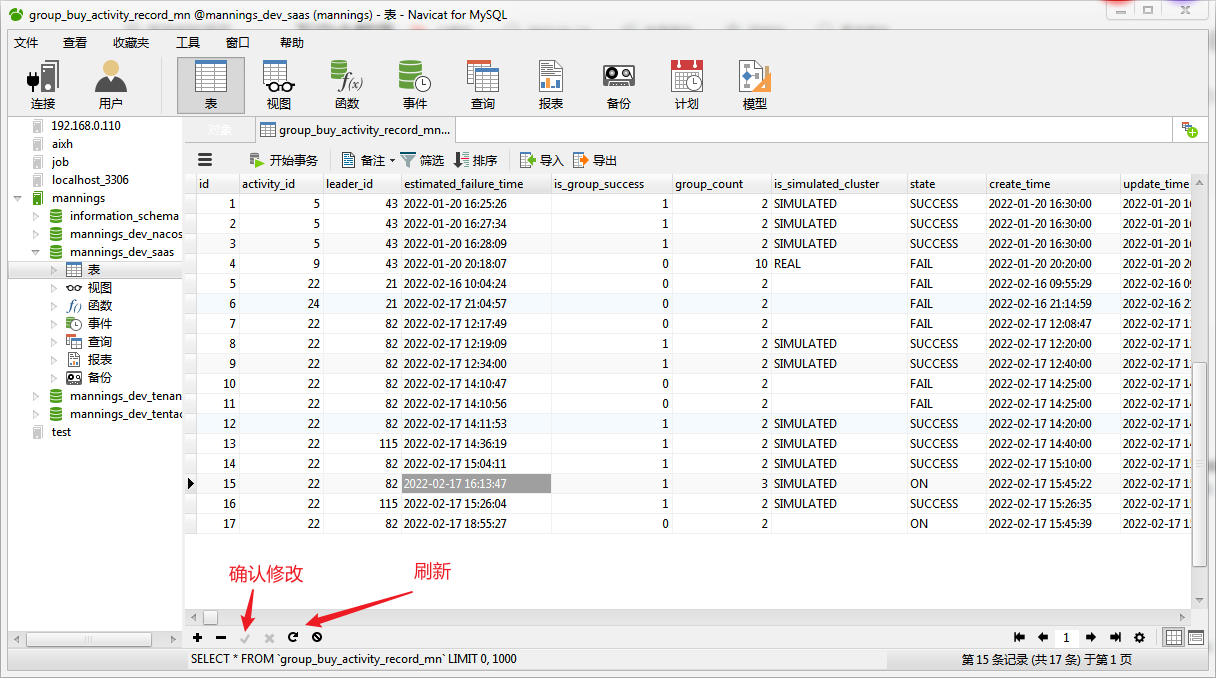 group_buy_activity_record_mn @mannings_dev_saas (mannings) - 表 - Navicat for MySQL
文件 查看 收藏夹 工具 窗口 帮助
连接 用户 表 视图 函数 事件 查询 报表 备份 计划 模型
192.168.0.110
aixh
job
localhost_3306
mannings
information_schema
mannings_dev_nacos
mannings_dev_saas
表
视图
函数
事件
查询
报表
备份
mannings_dev_tenan
mannings_dev_tentac
test
对象 group_buy_activity_record_mn...
开始事务 备注 筛选 排序 导入 导出
id activity_id leader_id estimated_failure_time is_group_success group_count is_simulated_cluster state create_time update_time
1 5 43 2022-01-20 16:25:26 1 2 SIMULATED SUCCESS 2022-01-20 16:30:00 2022-01-20 16
2 5 43 2022-01-20 16:27:34 1 2 SIMULATED SUCCESS 2022-01-20 16:30:00 2022-01-20 16
3 5 43 2022-01-20 16:28:09 1 2 SIMULATED SUCCESS 2022-01-20 16:30:00 2022-01-20 16
4 9 43 2022-01-20 20:18:07 0 10 REAL FAIL 2022-01-20 20:20:00 2022-01-20 20
5 22 21 2022-02-16 10:04:24 0 2 FAIL 2022-02-16 09:55:29 2022-02-16 09
6 24 21 2022-02-17 21:04:57 0 2 FAIL 2022-02-16 21:14:59 2022-02-16 2
7 22 82 2022-02-17 12:17:49 0 2 FAIL 2022-02-17 12:08:47 2022-02-17 12
8 22 82 2022-02-17 12:19:09 1 2 SIMULATED SUCCESS 2022-02-17 12:20:00 2022-02-17 12
9 22 82 2022-02-17 12:34:00 1 2 SIMULATED SUCCESS 2022-02-17 12:40:00 2022-02-17 12
10 22 82 2022-02-17 14:10:47 0 2 FAIL 2022-02-17 14:25:00 2022-02-17 14
11 22 82 2022-02-17 14:10:56 0 2 FAIL 2022-02-17 14:25:00 2022-02-17 14
12 22 82 2022-02-17 14:11:53 1 2 SIMULATED SUCCESS 2022-02-17 14:20:00 2022-02-17 14
13 22 115 2022-02-17 14:36:19 1 2 SIMULATED SUCCESS 2022-02-17 14:40:00 2022-02-17 14
14 22 82 2022-02-17 15:04:11 1 2 SIMULATED SUCCESS 2022-02-17 15:10:00 2022-02-17 15
15 22 82 2022-02-17 16:13:47 1 3 SIMULATED ON 2022-02-17 15:45:22 2022-02-17 15
16 22 115 2022-02-17 15:26:04 1 2 SIMULATED SUCCESS 2022-02-17 15:26:35 2022-02-17 15
17 22 82 2022-02-17 18:55:27 0 2 ON 2022-02-17 15:45:39 2022-02-17 15
确认修改 刷新
1
SELECT * FROM `group_buy_activity_record_mn` LIMIT 0, 1000 第 15 条记录 (共 17 条) 于第 1 页